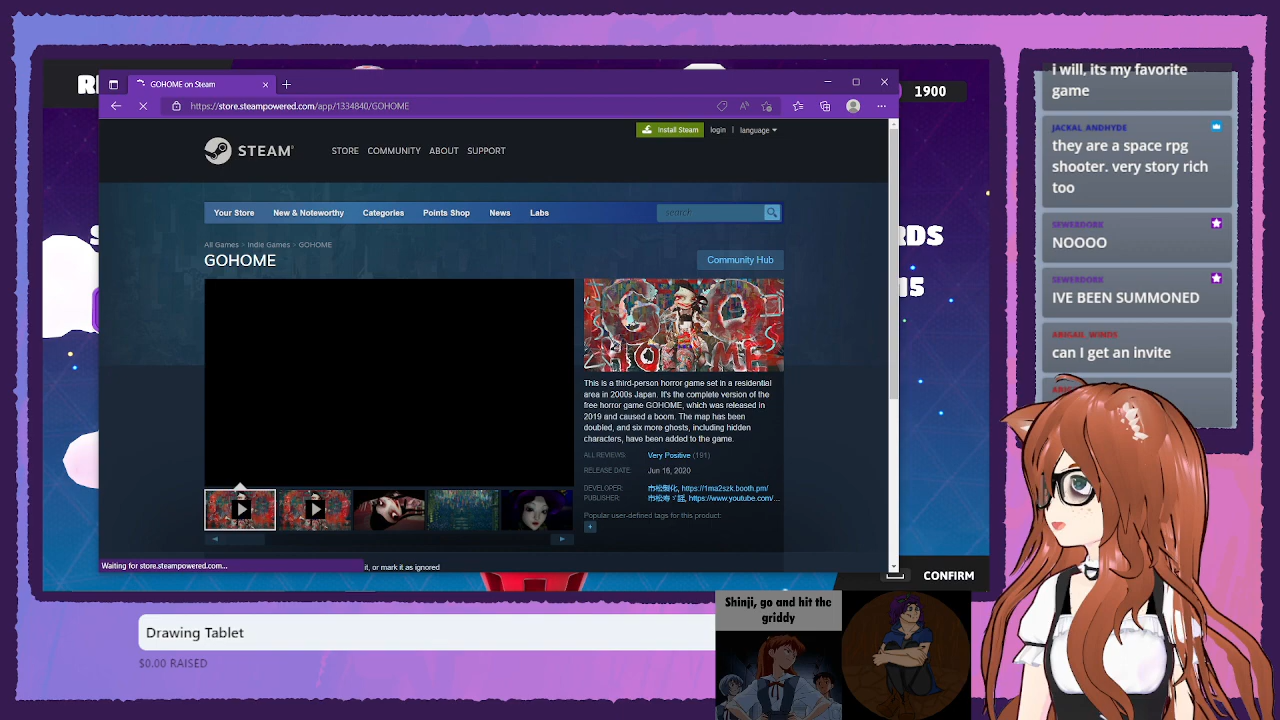 GOHOME on Steam
1900
https://store.steampowered.com/app/1334840/GOHOME
Install Steam login | language
STEAM
STORE COMMUNITY ABOUT SUPPORT
Your Store New & Noteworthy Categories Points Shop News Labs search
All Games > Indie Games > GOHOME
GOHOME
Community Hub
This is a third-person horror game set in a residential
area in 2000s Japan. It's the complete version of the
free horror game GOHOME, which was released in
2019 and caused a boom. The map has been
doubled, and six more ghosts, including hidden
characters, have been added to the game.
ALL REVIEWS: Very Positive (191)
RELEASE DATE: Jun 16, 2020
DEVELOPER: https://1ma2szk.booth.pm/
PUBLISHER: https://www.youtube.com/...
Popular user-defined tags for this product:
+
Waiting for store.steampowered.com...
it, or mark it as ignored
15
CONFIRM
i will, its my favorite
game
JACKAL_ANDHYDE
they are a space rpg
shooter. very story rich
too
SEWERDORK
NOOOO
SEWERDORK
IVE BEEN SUMMONED
ABIGAIL_WINDS
can I get an invite
Drawing Tablet
$0.00 RAISED
Shinji, go and hit the
griddy